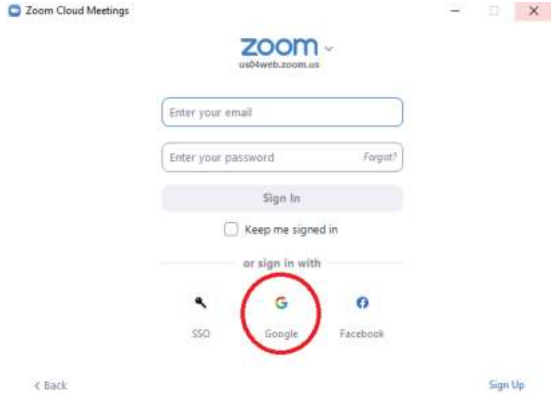 Zoom Cloud Meetings
zoom
us04web.zoom.us
Enter your email
Enter your password Forgot?
Sign In
Keep me signed in
or sign in with
SSO Google Facebook
< Back Sign Up